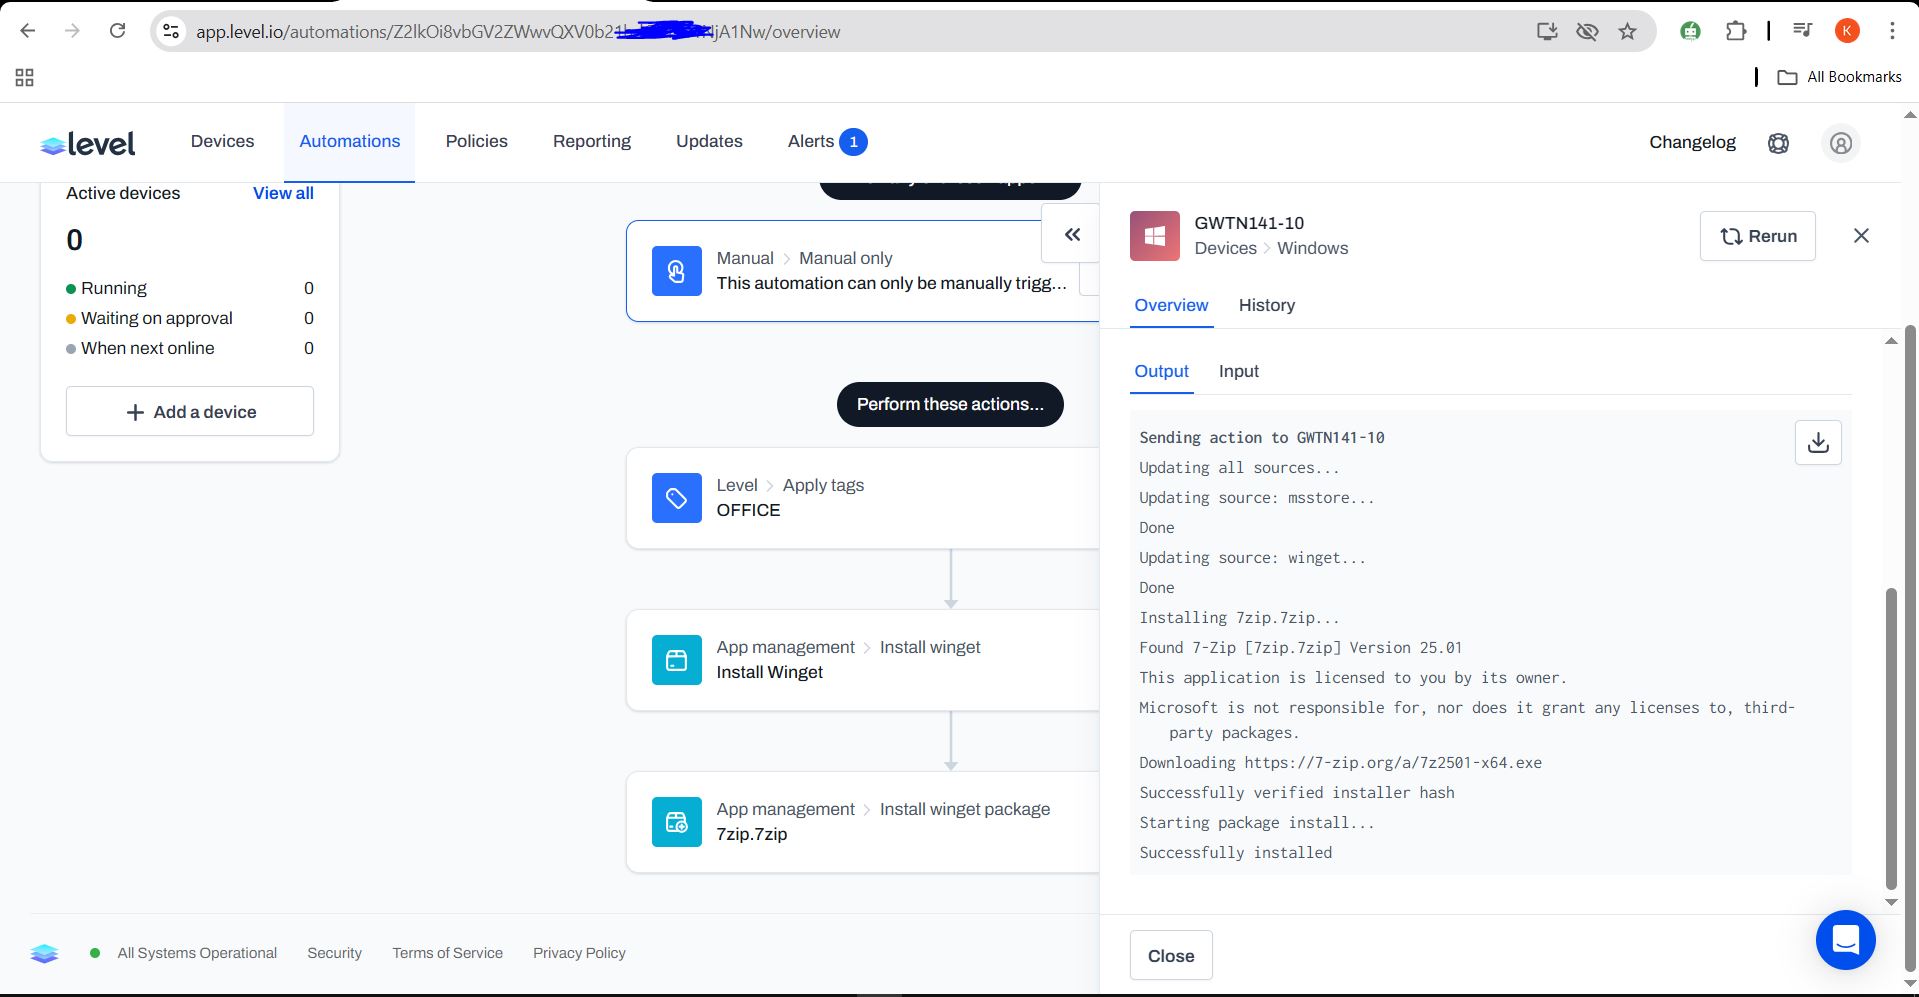 app.level.io/automations/Z2lkOi8vbGV2ZWwvQXV0b21 jA1Nw/overview
K
All Bookmarks
level
Devices
Automations
Policies
Reporting
Updates
Alerts 1
Changelog
Active devices View all
0
Running 0
Waiting on approval 0
When next online 0
+ Add a device
Manual > Manual only
This automation can only be manually trigg...
Perform these actions...
Level > Apply tags
OFFICE
App management > Install winget
Install Winget
App management > Install winget package
7zip.7zip
GWTN141-10
Devices > Windows
Rerun
Overview History
Output Input
Sending action to GWTN141-10
Updating all sources...
Updating source: msstore...
Done
Updating source: winget...
Done
Installing 7zip.7zip...
Found 7-Zip [7zip.7zip] Version 25.01
This application is licensed to you by its owner.
Microsoft is not responsible for, nor does it grant any licenses to, third-
party packages.
Downloading https://7-zip.org/a/7z2501-x64.exe
Successfully verified installer hash
Starting package install...
Successfully installed
Close
All Systems Operational Security Terms of Service Privacy Policy